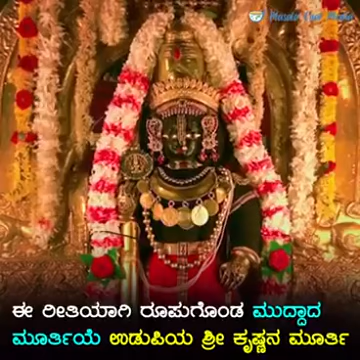 ಈ ರೀತಿಯಾಗಿ ರೂಪುಗೊಂಡ ಮುದ್ದಾದ
ಮೂರ್ತಿಯೆ ಉಡುಪಿಯ ಶ್ರೀ ಕೃಷ್ಣನ ಮೂರ್ತಿ